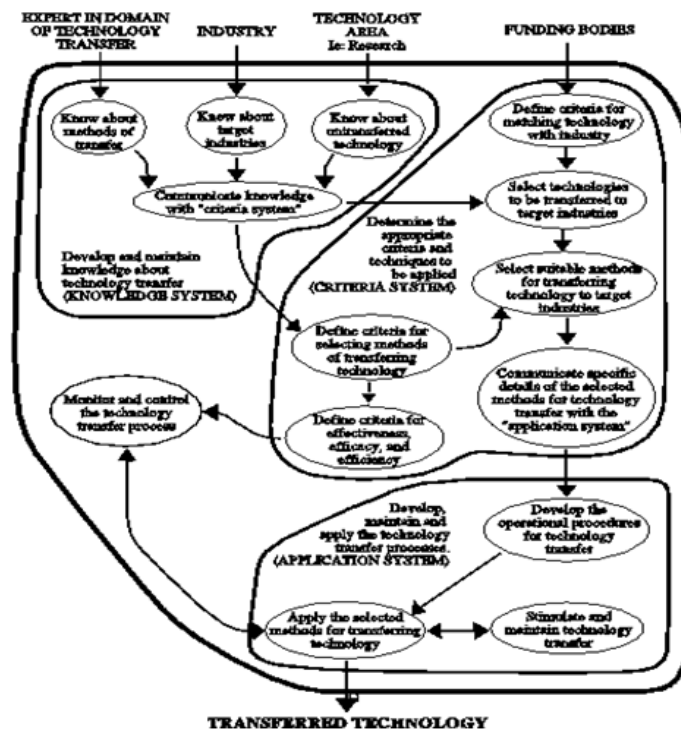 EXPERT IN DOMAIN
OF TECHNOLOGY
TRANSFER
INDUSTRY
TECHNOLOGY
AREA
Ie: Research
FUNDING BODIES
Know about
methods of
transfer
Know about
target
industries
Know about
untransferred
technology
Define criteria for
matching technology
with industry
Communicate knowledge
with "criteria system"
Select technologies
to be transferred to
target industries
Develop and maintain
knowledge about
technology transfer
(KNOWLEDGE SYSTEM)
Determine the
appropriate
criteria and
techniques to
be applied
(CRITERIA SYSTEM)
Select suitable methods
for transferring
technology to target
industries
Define criteria for
selecting methods
of transferring
technology
Communicate specific
details of the selected
methods for technology
transfer with the
"application system"
Monitor and control
the technology
transfer process
Define criteria for
effectiveness,
efficacy, and
efficiency
Develop,
maintain and
apply the technology
transfer processes.
(APPLICATION SYSTEM)
Develop the
operational procedures
for technology
transfer
Apply the selected
methods for transferring
technology
Stimulate and
maintain technology
transfer
TRANSFERRED TECHNOLOGY